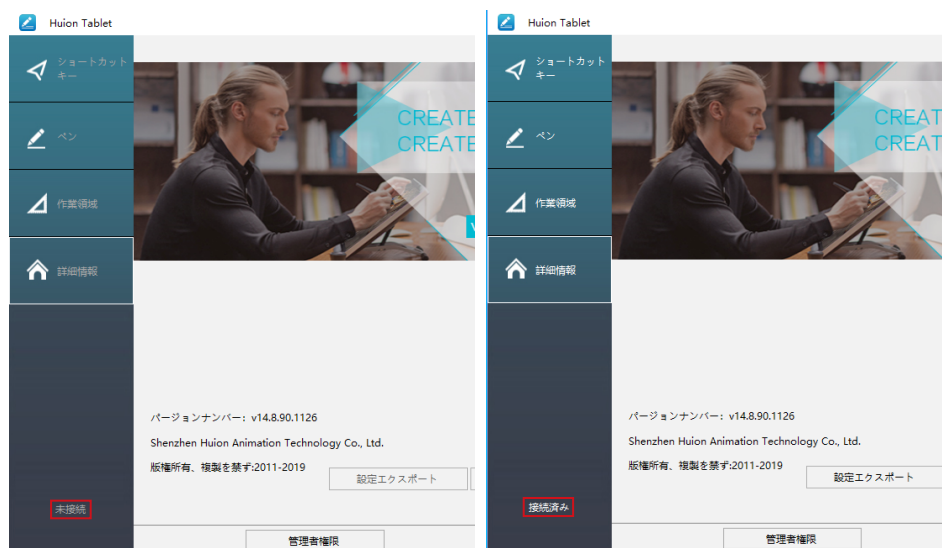 Huion Tablet
ショートカット
キー
ペン
作業領域
詳細情報
CREATE
CREATE
バージョンナンバー: v14.8.90.1126
Shenzhen Huion Animation Technology Co., Ltd.
版権所有、複製を禁ず:2011-2019
設定エクスポート
未接続
管理者権限
Huion Tablet
ショートカット
キー
ペン
作業領域
詳細情報
CREAT
CREAT
バージョンナンバー: v14.8.90.1126
Shenzhen Huion Animation Technology Co., Ltd.
版権所有、複製を禁ず:2011-2019
設定エクスポート
接続済み
管理者権限